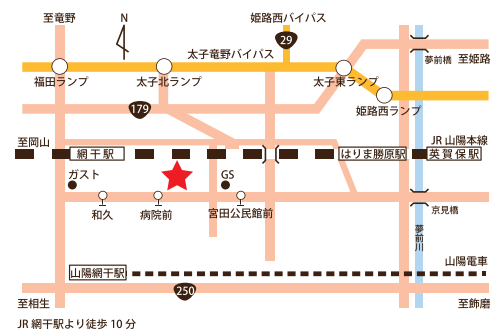 至竜野
N
姫路西バイパス
29
太子竜野バイパス
夢前橋
至姫路
福田ランプ
太子北ランプ
太子東ランプ
姫路西ランプ
179
至岡山
JR山陽本線
網干駅
はりま勝原駅
英賀保駅
ガスト
GS
和久
病院前
宮田公民館前
京見橋
夢前川
山陽電車
山陽網干駅
250
至相生
至飾磨
JR網干駅より徒歩10分